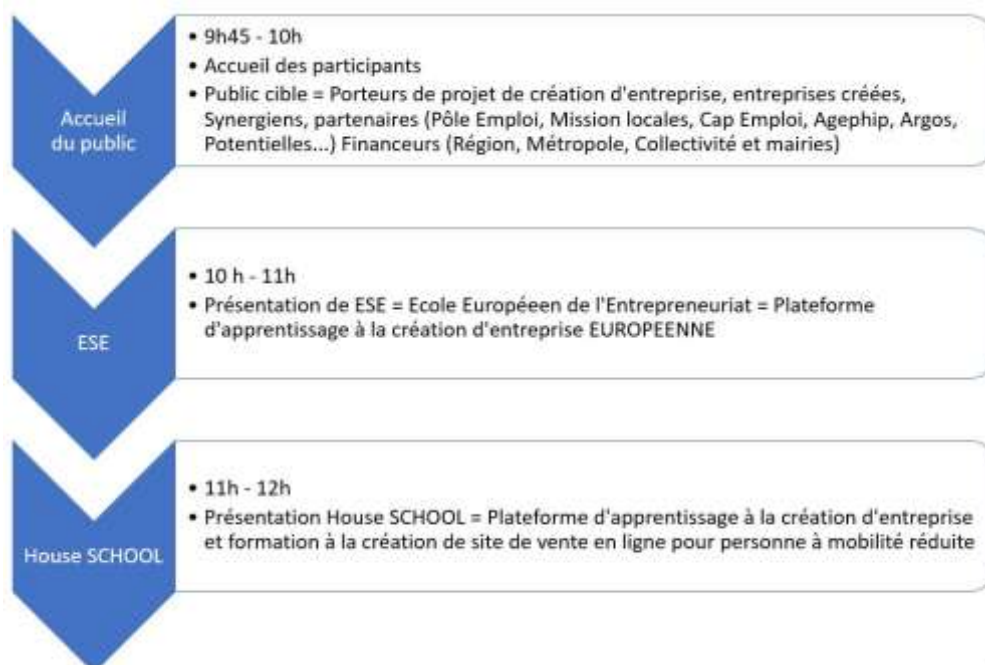 Accueil
du public
• 9h45 - 10h
• Accueil des participants
• Public cible = Porteurs de projet de création d'entreprise, entreprises créées,
Synergiens, partenaires (Pôle Emploi, Mission locales, Cap Emploi, Agephip, Argos,
Potentielles...) Financeurs (Région, Métropole, Collectivité et mairies)
ESE
• 10 h - 11h
• Présentation de ESE = Ecole Européeen de l'Entrepreneuriat = Plateforme
d'apprentissage à la création d'entreprise EUROPEENNE
House SCHOOL
• 11h - 12h
• Présentation House SCHOOL = Plateforme d'apprentissage à la création d'entreprise
et formation à la création de site de vente en ligne pour personne à mobilité réduite